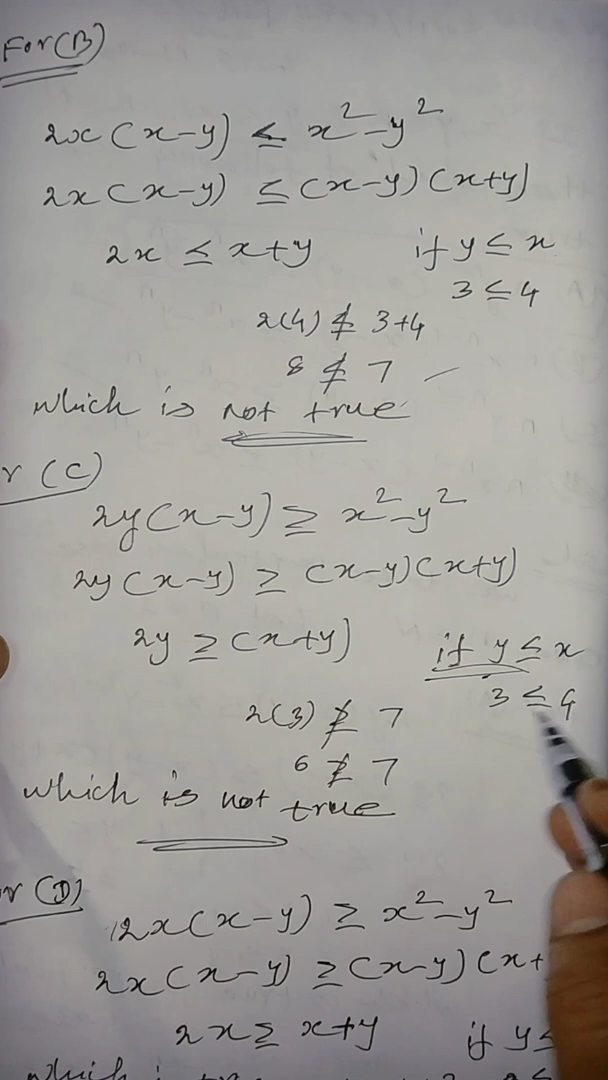 For (B)
2x(x-y) ≤ x²-y²
2x(x-y) ≤ (x-y)(x+y)
2x ≤ x+y if y ≤ x
3 ≤ 4
2(4) ≰ 3+4
8 ≰ 7
which is not true
r (C)
2y(x-y) ≥ x²-y²
2y(x-y) ≥ (x-y)(x+y)
2y ≥ (x+y) if y ≤ x
3 ≤ 4
2(3) ≱ 7
6 ≱ 7
which is not true
or (D)
2x(x-y) ≥ x²-y²
2x(x-y) ≥ (x-y)(x+
2x ≥ x+y if y ≤
which